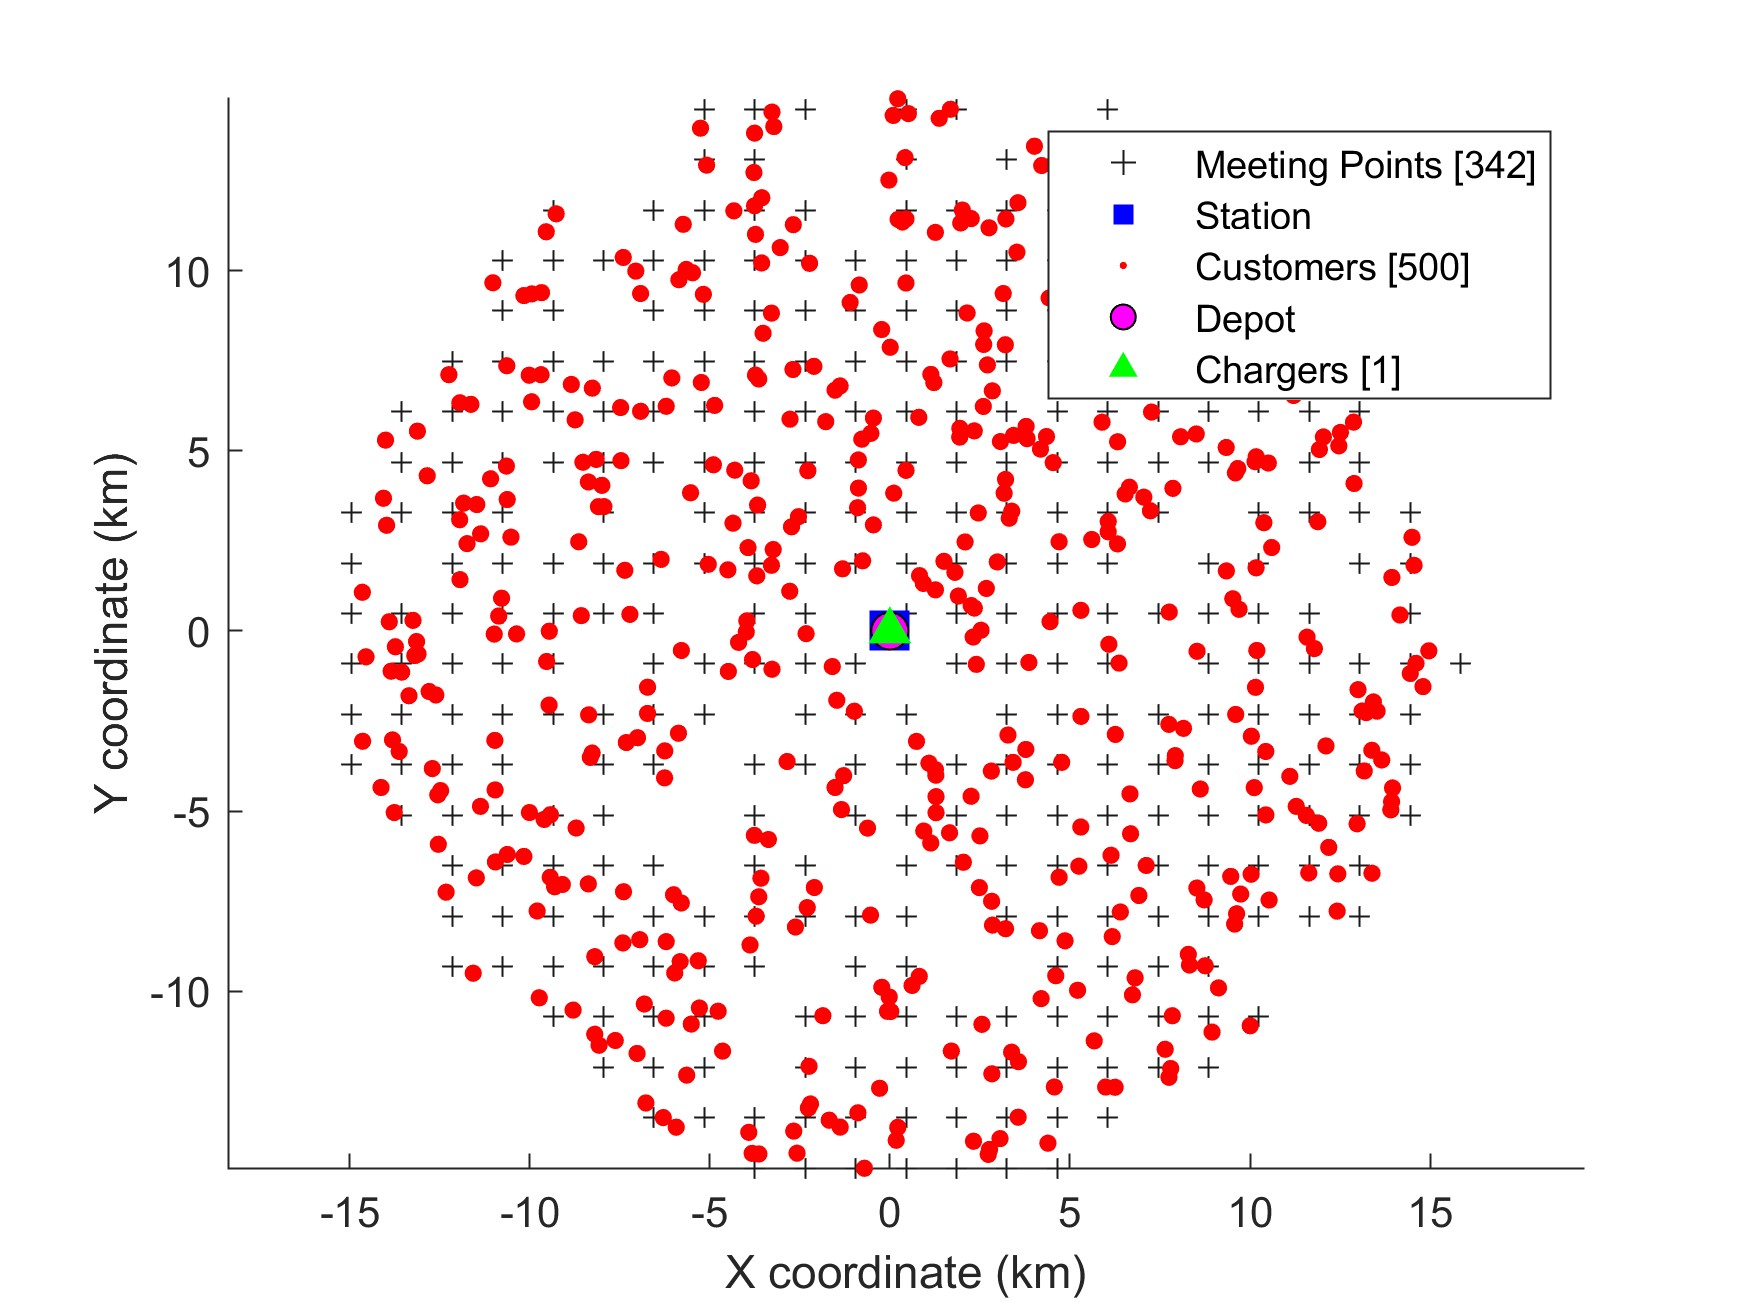 Meeting Points [342]
Station
Customers [500]
Depot
Chargers [1]
10
5
0
-5
-10
Y coordinate (km)
-15 -10 -5 0 5 10 15
X coordinate (km)